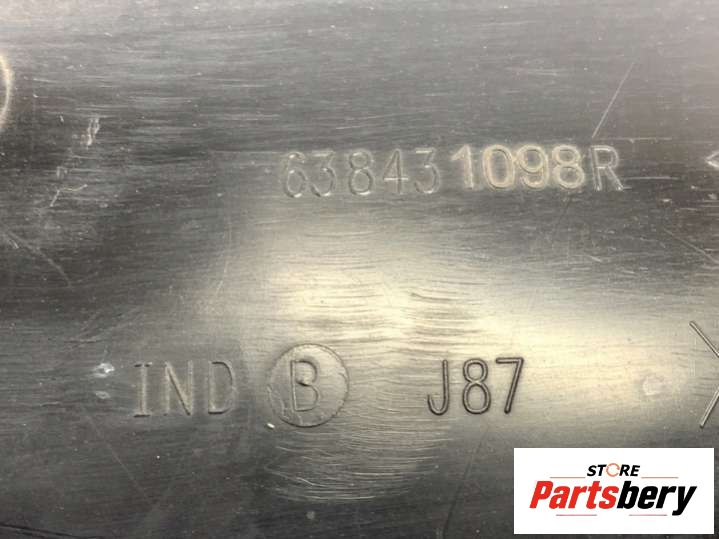 638431098R
IND B J87
STORE
Partsbery